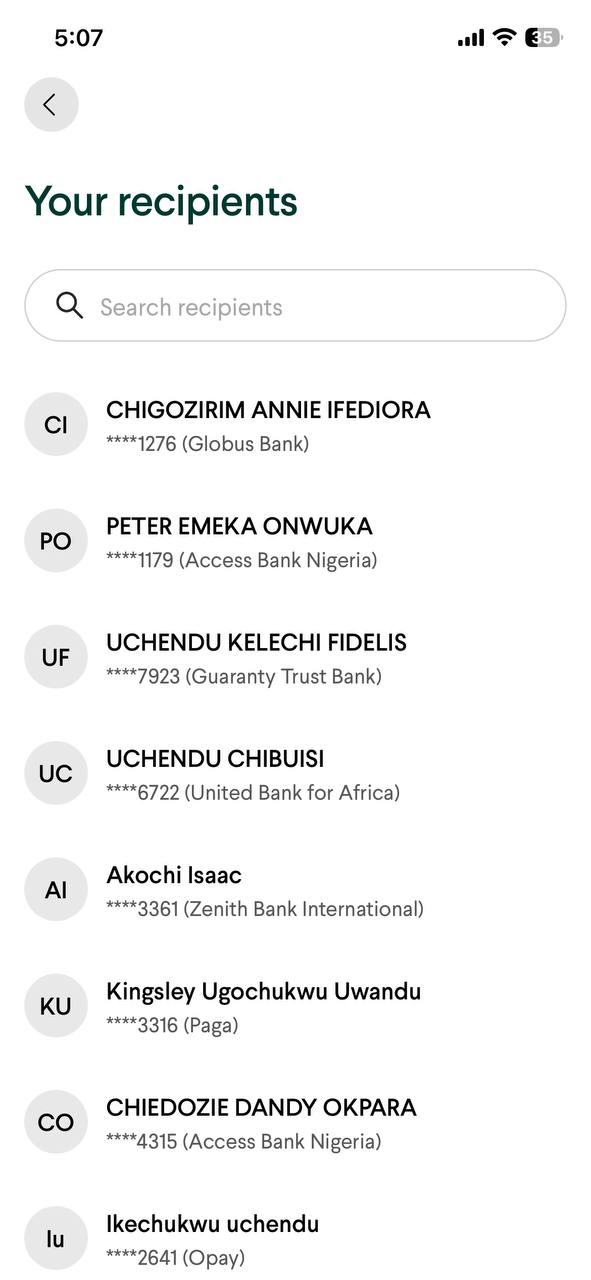 5:07
35
Your recipients
Search recipients
CI
CHIGOZIRIM ANNIE IFEDIORA
****1276 (Globus Bank)
PO
PETER EMEKA ONWUKA
****1179 (Access Bank Nigeria)
UF
UCHENDU KELECHI FIDELIS
****7923 (Guaranty Trust Bank)
UC
UCHENDU CHIBUISI
****6722 (United Bank for Africa)
AI
Akochi Isaac
****3361 (Zenith Bank International)
KU
Kingsley Ugochukwu Uwandu
****3316 (Paga)
CO
CHIEDOZIE DANDY OKPARA
****4315 (Access Bank Nigeria)
Iu
Ikechukwu uchendu
****2641 (Opay)